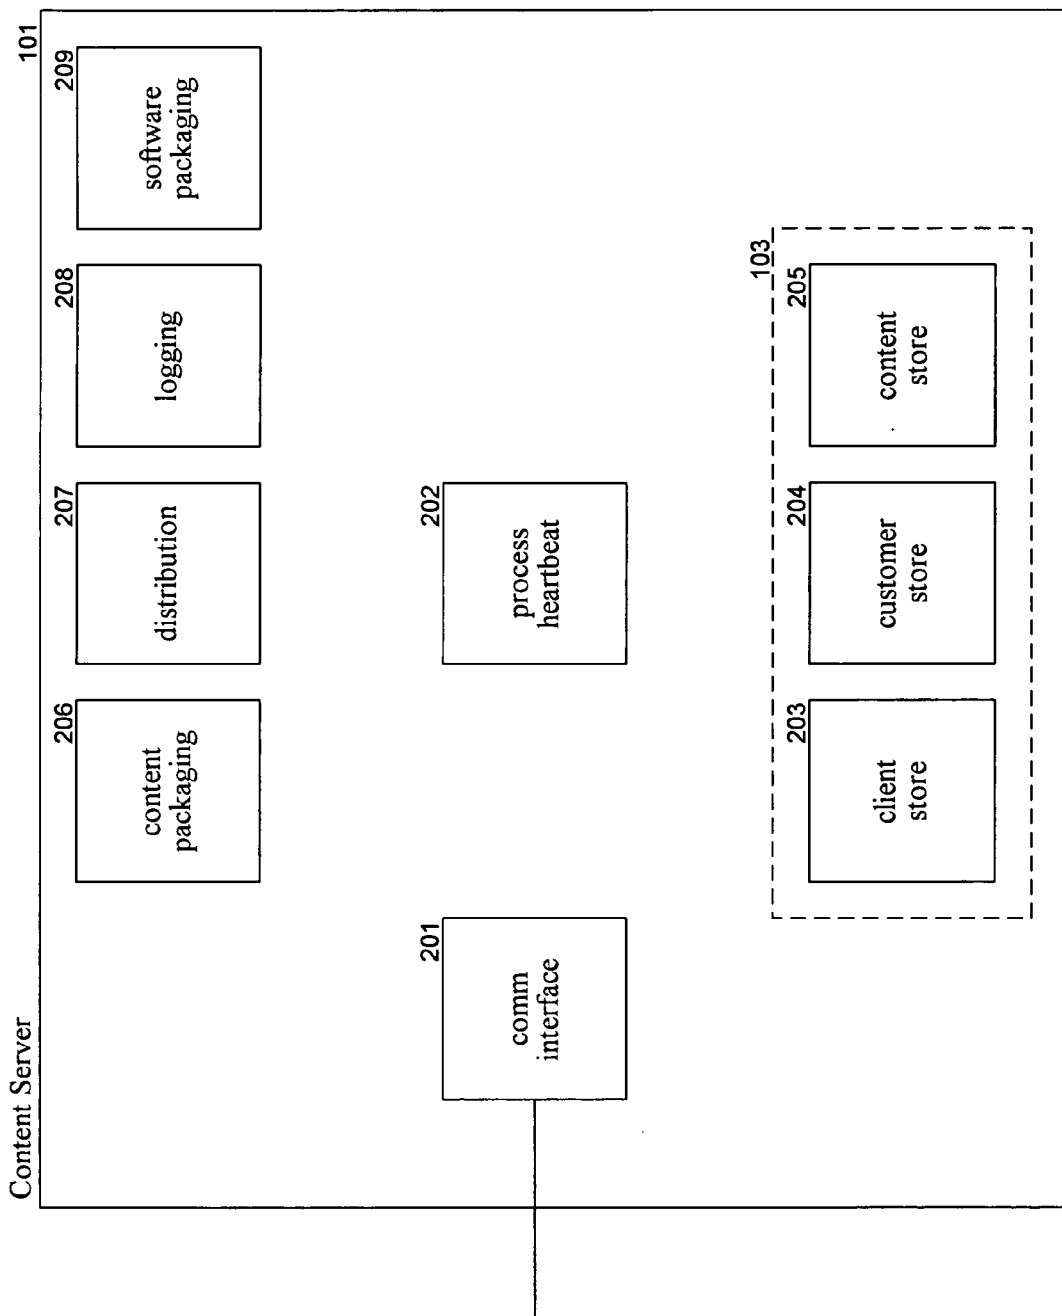 Content Server
101
206
content
packaging
207
distribution
208
logging
209
software
packaging
201
comm
interface
202
process
heartbeat
103
203
client
store
204
customer
store
205
content
store